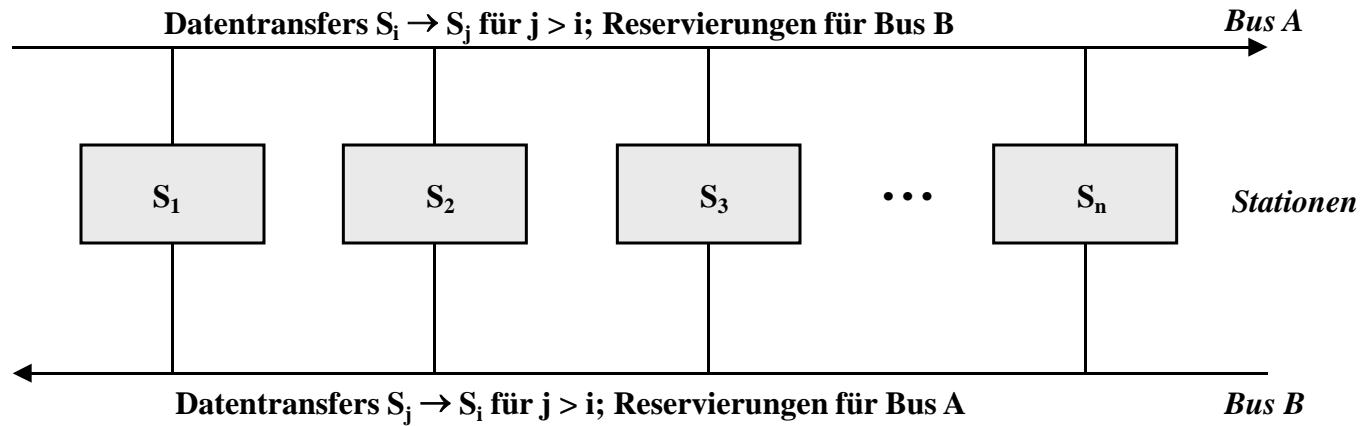 Datentransfers Sᵢ → Sⱼ für j > i; Reservierungen für Bus B
Bus A
S₁
S₂
S₃
• • •
Sₙ
Stationen
Datentransfers Sⱼ → Sᵢ für j > i; Reservierungen für Bus A
Bus B